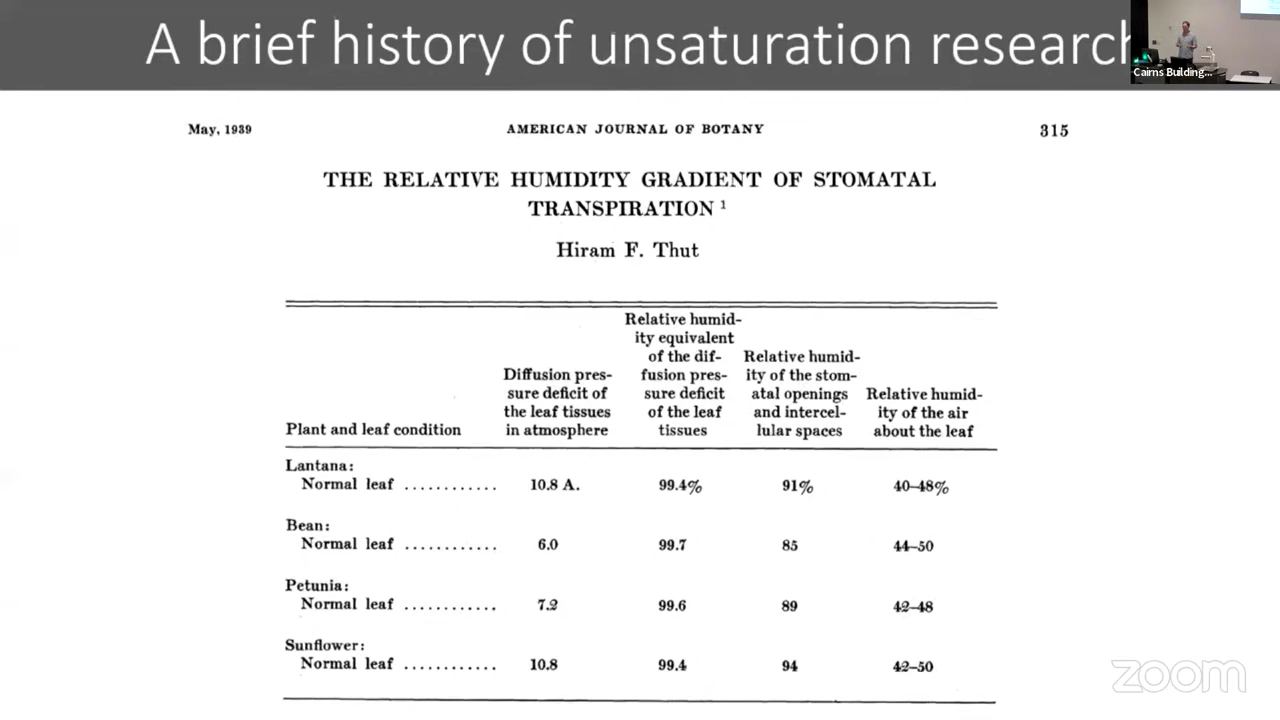 A brief history of unsaturation research
Cairns Building...
May, 1939 AMERICAN JOURNAL OF BOTANY 315
THE RELATIVE HUMIDITY GRADIENT OF STOMATAL
TRANSPIRATION 1
Hiram F. Thut
Plant and leaf condition
Diffusion pres-
sure deficit of
the leaf tissues
in atmosphere
Relative humid-
ity equivalent
of the dif-
fusion pres-
sure deficit
of the leaf
tissues
Relative humid-
ity of the stom-
atal openings
and intercel-
lular spaces
Relative humid-
ity of the air
about the leaf
Lantana:
Normal leaf ............ 10.8 A. 99.4% 91% 40–48%
Bean:
Normal leaf ............ 6.0 99.7 85 44–50
Petunia:
Normal leaf ............ 7.2 99.6 89 42–48
Sunflower:
Normal leaf ............ 10.8 99.4 94 42–50
zoom